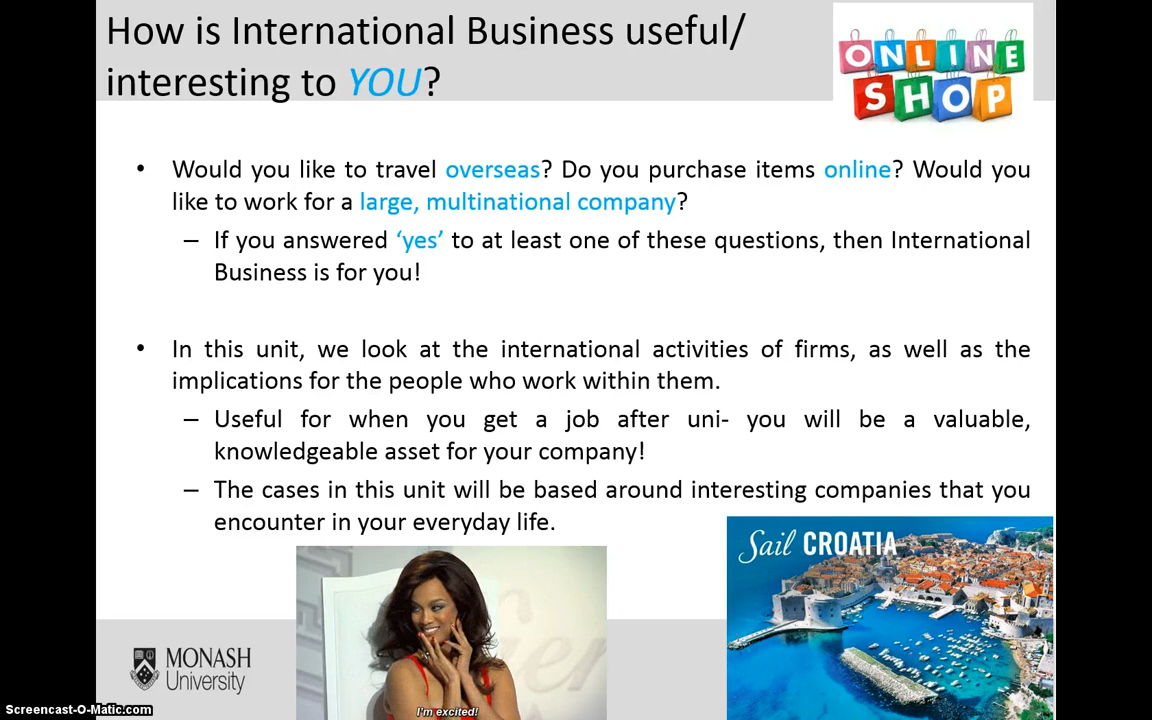 How is International Business useful/
interesting to YOU?
ONLINE
SHOP
• Would you like to travel overseas? Do you purchase items online? Would you
like to work for a large, multinational company?
– If you answered ‘yes’ to at least one of these questions, then International
Business is for you!
• In this unit, we look at the international activities of firms, as well as the
implications for the people who work within them.
– Useful for when you get a job after uni- you will be a valuable,
knowledgeable asset for your company!
– The cases in this unit will be based around interesting companies that you
encounter in your everyday life.
Sail CROATIA
MONASH
University
I'm excited!
Screencast-O-Matic.com